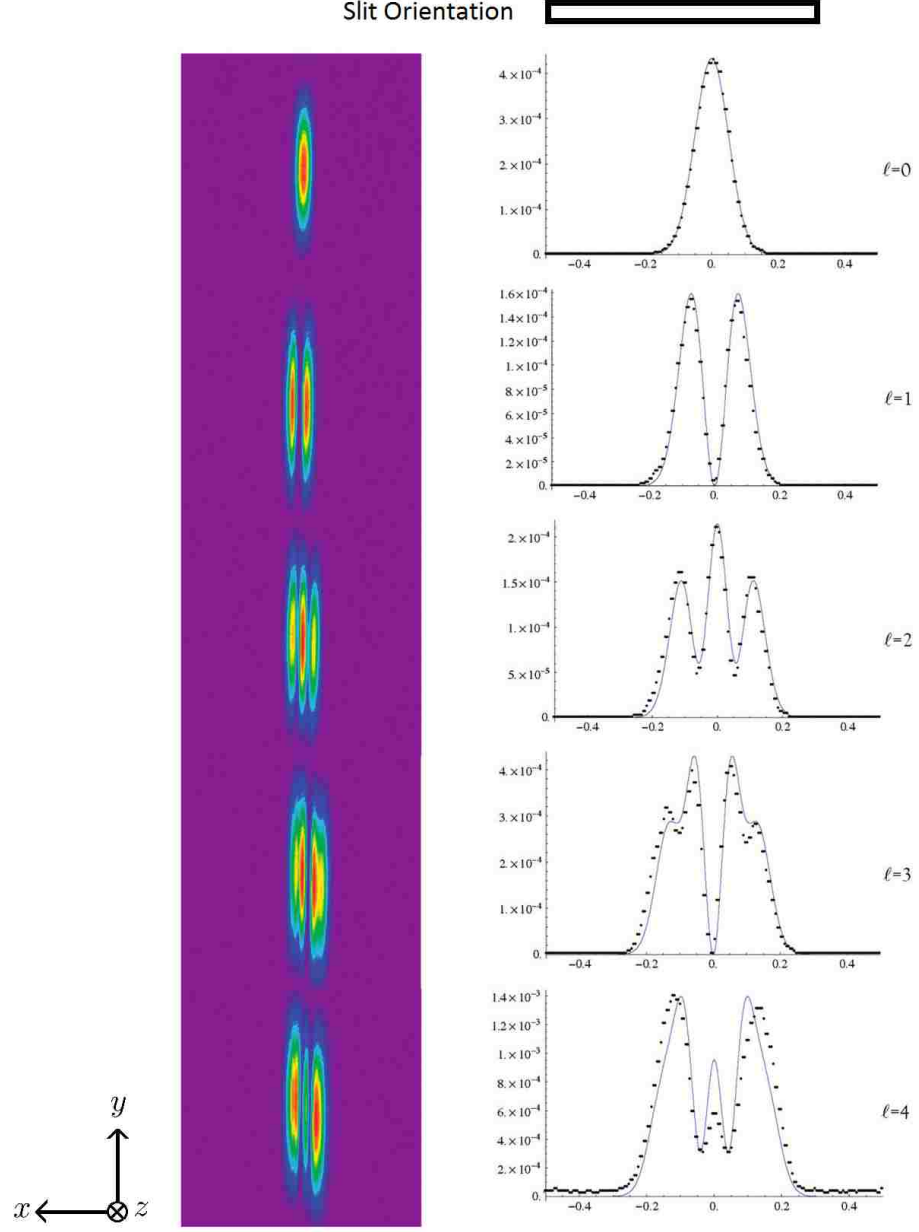 Slit Orientation
4.×10⁻⁴
3.×10⁻⁴
2.×10⁻⁴
1.×10⁻⁴
0.
−0.4 −0.2 0. 0.2 0.4
ℓ=0
1.6×10⁻⁴
1.4×10⁻⁴
1.2×10⁻⁴
1.×10⁻⁴
8.×10⁻⁵
6.×10⁻⁵
4.×10⁻⁵
2.×10⁻⁵
0.
−0.4 −0.2 0. 0.2 0.4
ℓ=1
2.×10⁻⁴
1.5×10⁻⁴
1.×10⁻⁴
5.×10⁻⁵
0.
−0.4 −0.2 0. 0.2 0.4
ℓ=2
4.×10⁻⁴
3.×10⁻⁴
2.×10⁻⁴
1.×10⁻⁴
0.
−0.4 −0.2 0. 0.2 0.4
ℓ=3
1.4×10⁻³
1.2×10⁻³
1.×10⁻³
8.×10⁻⁴
6.×10⁻⁴
4.×10⁻⁴
2.×10⁻⁴
0.
−0.4 −0.2 0. 0.2 0.4
ℓ=4
y
x
z